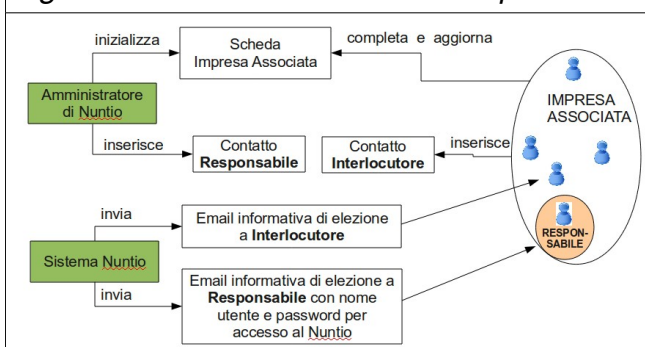 inizializza
Scheda
Impresa Associata
completa e aggiorna
Amministratore
di Nuntio
IMPRESA
ASSOCIATA
inserisce
Contatto
Responsabile
Contatto
Interlocutore
inserisce
invia
Email informativa di elezione
a Interlocutore
RESPON-
SABILE
Sistema Nuntio
invia
Email informativa di elezione a
Responsabile con nome
utente e password per
accesso al Nuntio